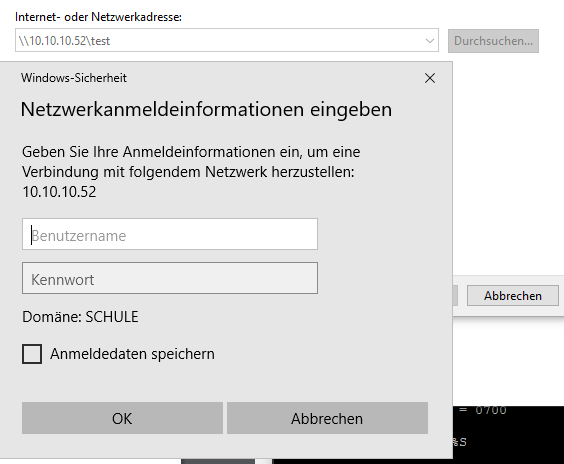 Internet- oder Netzwerkadresse:
\\10.10.10.52\test
Durchsuchen...
Windows-Sicherheit
Netzwerkanmeldeinformationen eingeben
Geben Sie Ihre Anmeldeinformationen ein, um eine
Verbindung mit folgendem Netzwerk herzustellen:
10.10.10.52
Benutzername
Kennwort
Abbrechen
Domäne: SCHULE
Anmeldedaten speichern
OK
Abbrechen
= 0700
%S